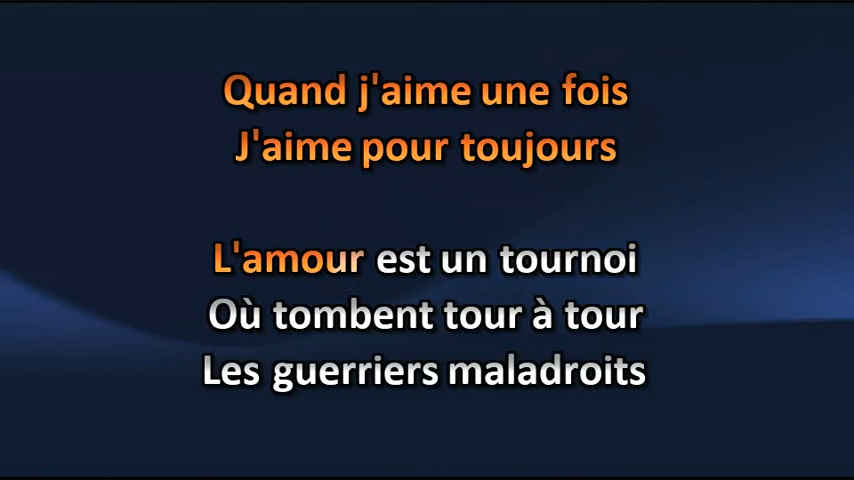 Quand j'aime une fois
J'aime pour toujours
L'amour est un tournoi
Où tombent tour à tour
Les guerriers maladroits